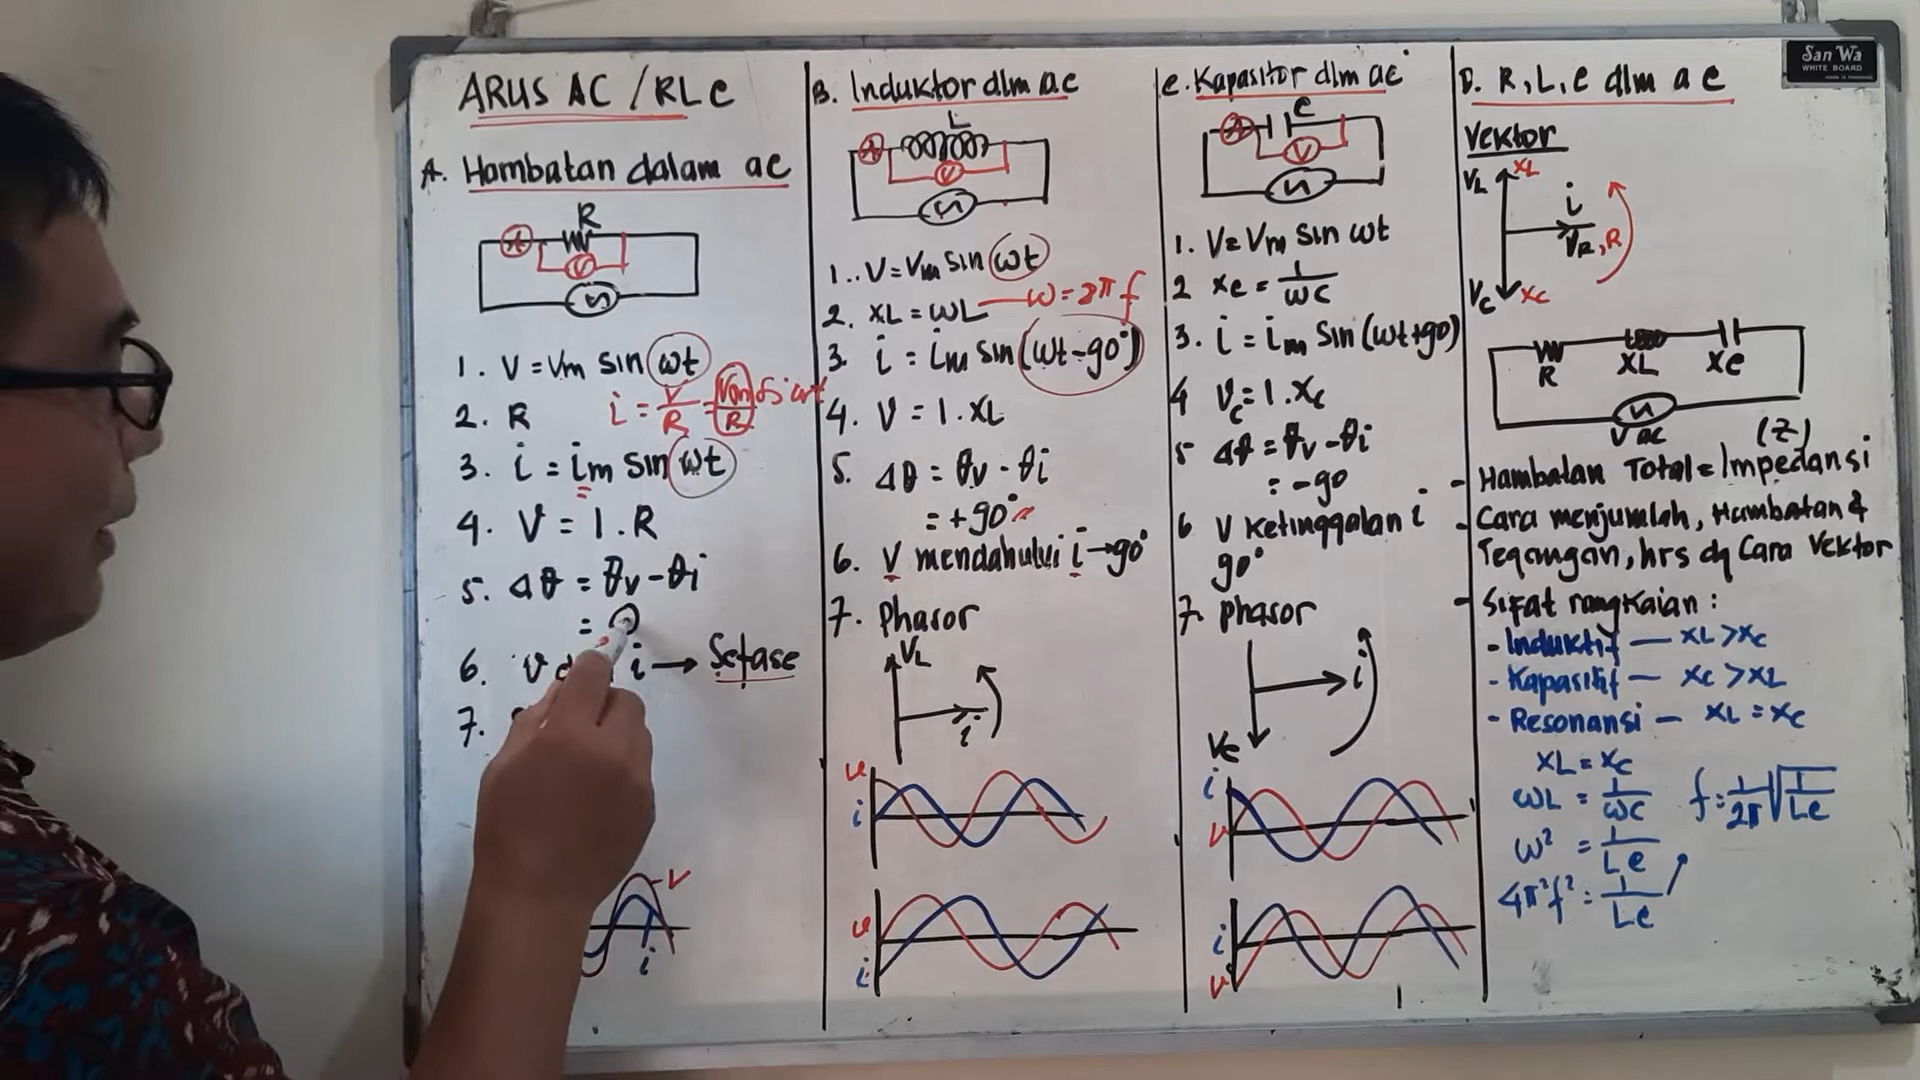 ARUS AC / RLC
A. Hambatan dalam ac
R
A
V
1. V = Vm sin ωt
2. R
i = V/R = Vm/R sin ωt
3. i = im sin ωt
4. V = I . R
5. Δθ = θv - θi
= 0
6. V i → Sefase
7.
V
i
B. Induktor dlm ac
L
A
V
1.. V = Vm sin ωt
2. XL = ωL — ω = 2π f
3. i = im sin (ωt - 90°)
4. V = I . XL
5. Δθ = θv - θi
= +90°
6. V mendahului i → 90°
7. Phasor
VL
i
v
i
v
i
C. Kapasitor dlm ac
C
A
V
1. V = Vm sin ωt
2 Xc = 1/ωC
3. i = im sin (ωt + 90)
4 Vc = I . Xc
5 Δθ = θv - θi
: -90
6 V Ketinggalan i
90°
7. phasor
i
Vc
i
v
i
v
San Wa
WHITE BOARD
D. R, L, C dlm ac
Vektor
VL XL
i
VR, R
Vc Xc
R XL Xc
V ac
(Z)
- Hambatan Total = Impedansi
- Cara menjumlah, Hambatan &
Tegangan, hrs dg Cara Vektor
- Sifat rangkaian :
- Induktif — XL > Xc
- Kapasitif — Xc > XL
- Resonansi — XL = Xc
XL = Xc
ωL = 1/ωC
f = 1/2π √1/LC
ω² = 1/LC
4π²f² = 1/LC